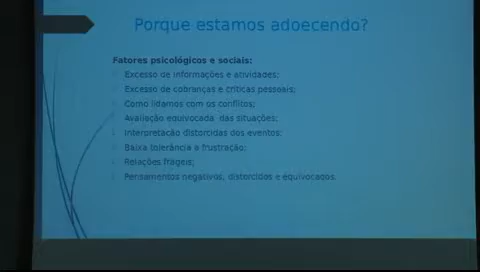 Porque estamos adoecendo?
Fatores psicológicos e sociais:
Excesso de informações e atividades;
Excesso de cobranças e críticas pessoais;
Como lidamos com os conflitos;
Avaliação equivocada das situações;
Interpretação distorcidas dos eventos;
Baixa tolerância a frustração;
Relações frágeis;
Pensamentos negativos, distorcidos e equivocados.